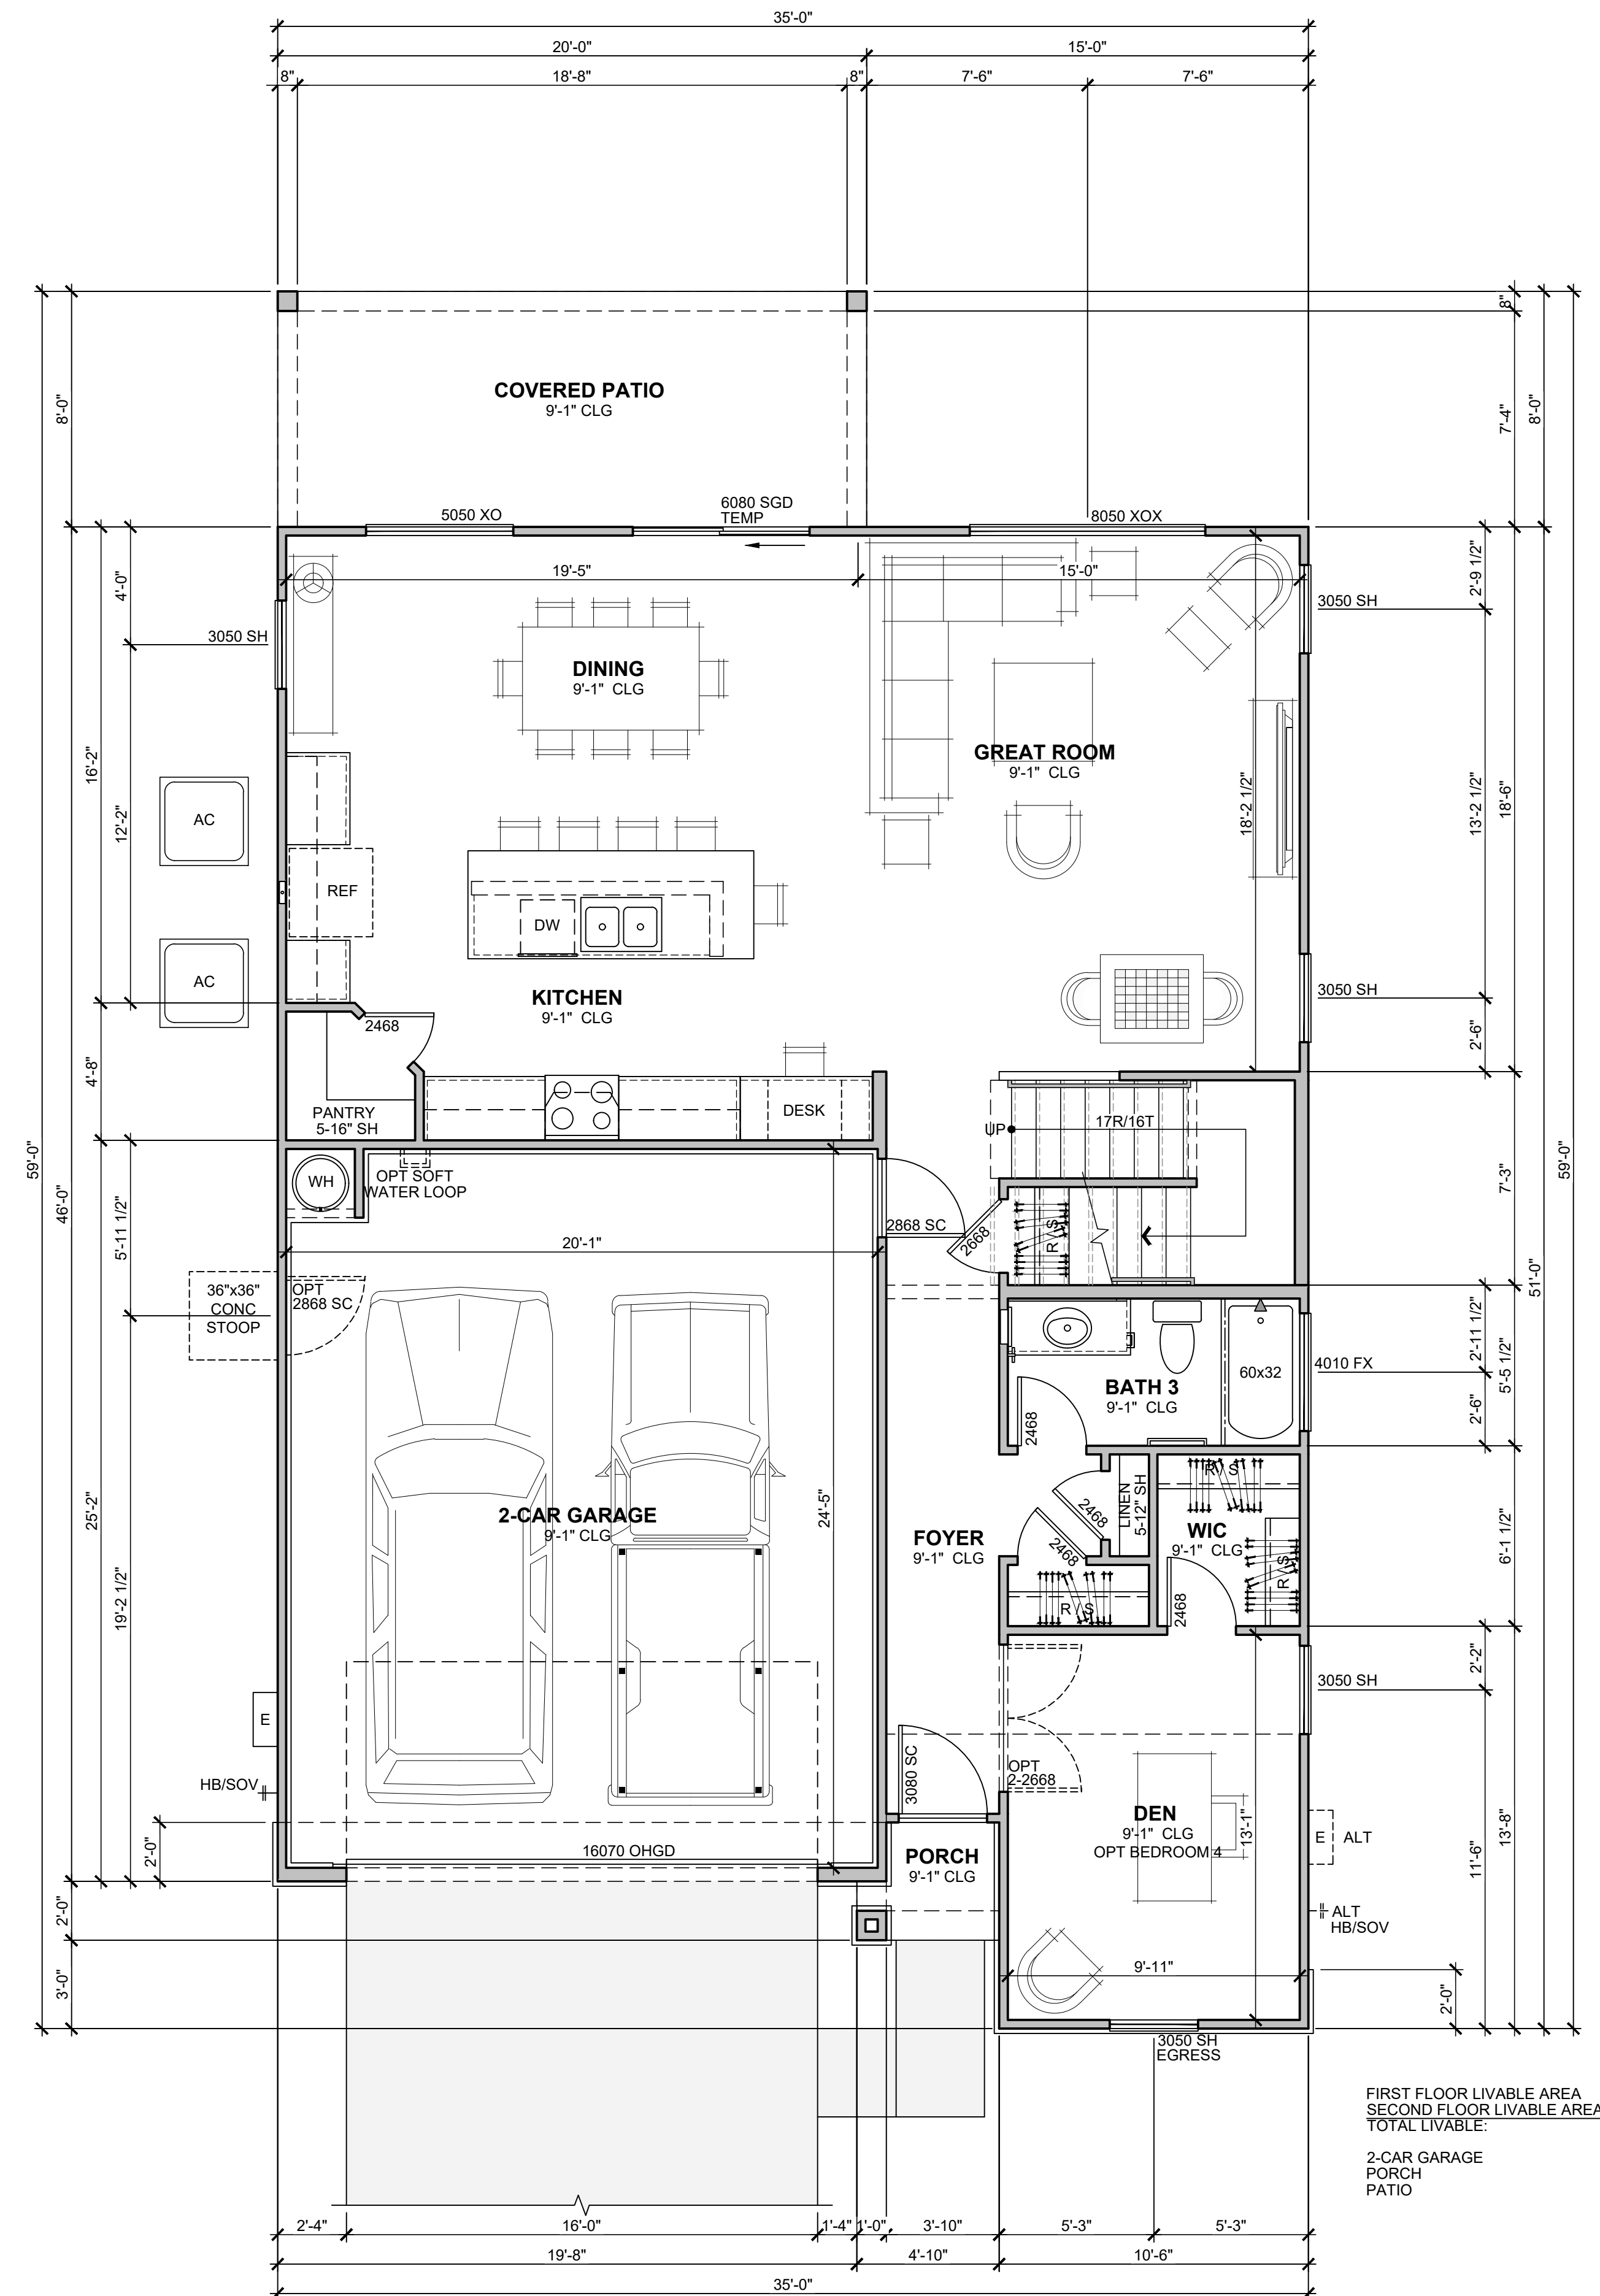 35'-0"
20'-0"
15'-0"
8"
18'-8"
8"
7'-6"
7'-6"
8"
COVERED PATIO
9'-1" CLG
8'-0"
7'-4"
8'-0"
5050 XO
6080 SGD
TEMP
8050 XOX
19'-5"
15'-0"
4'-0"
2'-9 1/2"
3050 SH
3050 SH
DINING
9'-1" CLG
GREAT ROOM
9'-1" CLG
16'-2"
12'-2"
18'-2 1/2"
13'-2 1/2"
18'-6"
AC
REF
DW
AC
KITCHEN
9'-1" CLG
3050 SH
2'-6"
2468
4'-8"
PANTRY
5-16" SH
DESK
UP
17R/16T
59'-0"
46'-0"
5'-11 1/2"
WH
OPT SOFT
WATER LOOP
2868 SC
2668
R / S
7'-3"
59'-0"
51'-0"
20'-1"
36"x36"
CONC
STOOP
OPT
2868 SC
2'-11 1/2"
5'-5 1/2"
60x32
4010 FX
BATH 3
9'-1" CLG
2468
2'-6"
25'-2"
19'-2 1/2"
2-CAR GARAGE
9'-1" CLG
24'-5"
FOYER
9'-1" CLG
2468
LINEN
5-12" SH
R / S
WIC
9'-1" CLG
R / S
2468
R / S
2468
6'-1 1/2"
2'-2"
3050 SH
E
HB/SOV
3080 SC
OPT
2-2668
DEN
9'-1" CLG
OPT BEDROOM 4
13'-1"
E
ALT
11'-6"
13'-8"
2'-0"
16070 OHGD
PORCH
9'-1" CLG
ALT
HB/SOV
2'-0"
3'-0"
9'-11"
2'-0"
3050 SH
EGRESS
FIRST FLOOR LIVABLE AREA
SECOND FLOOR LIVABLE AREA
TOTAL LIVABLE:
2-CAR GARAGE
PORCH
PATIO
2'-4"
16'-0"
1'-4"
1'-0"
3'-10"
5'-3"
5'-3"
19'-8"
4'-10"
10'-6"
35'-0"